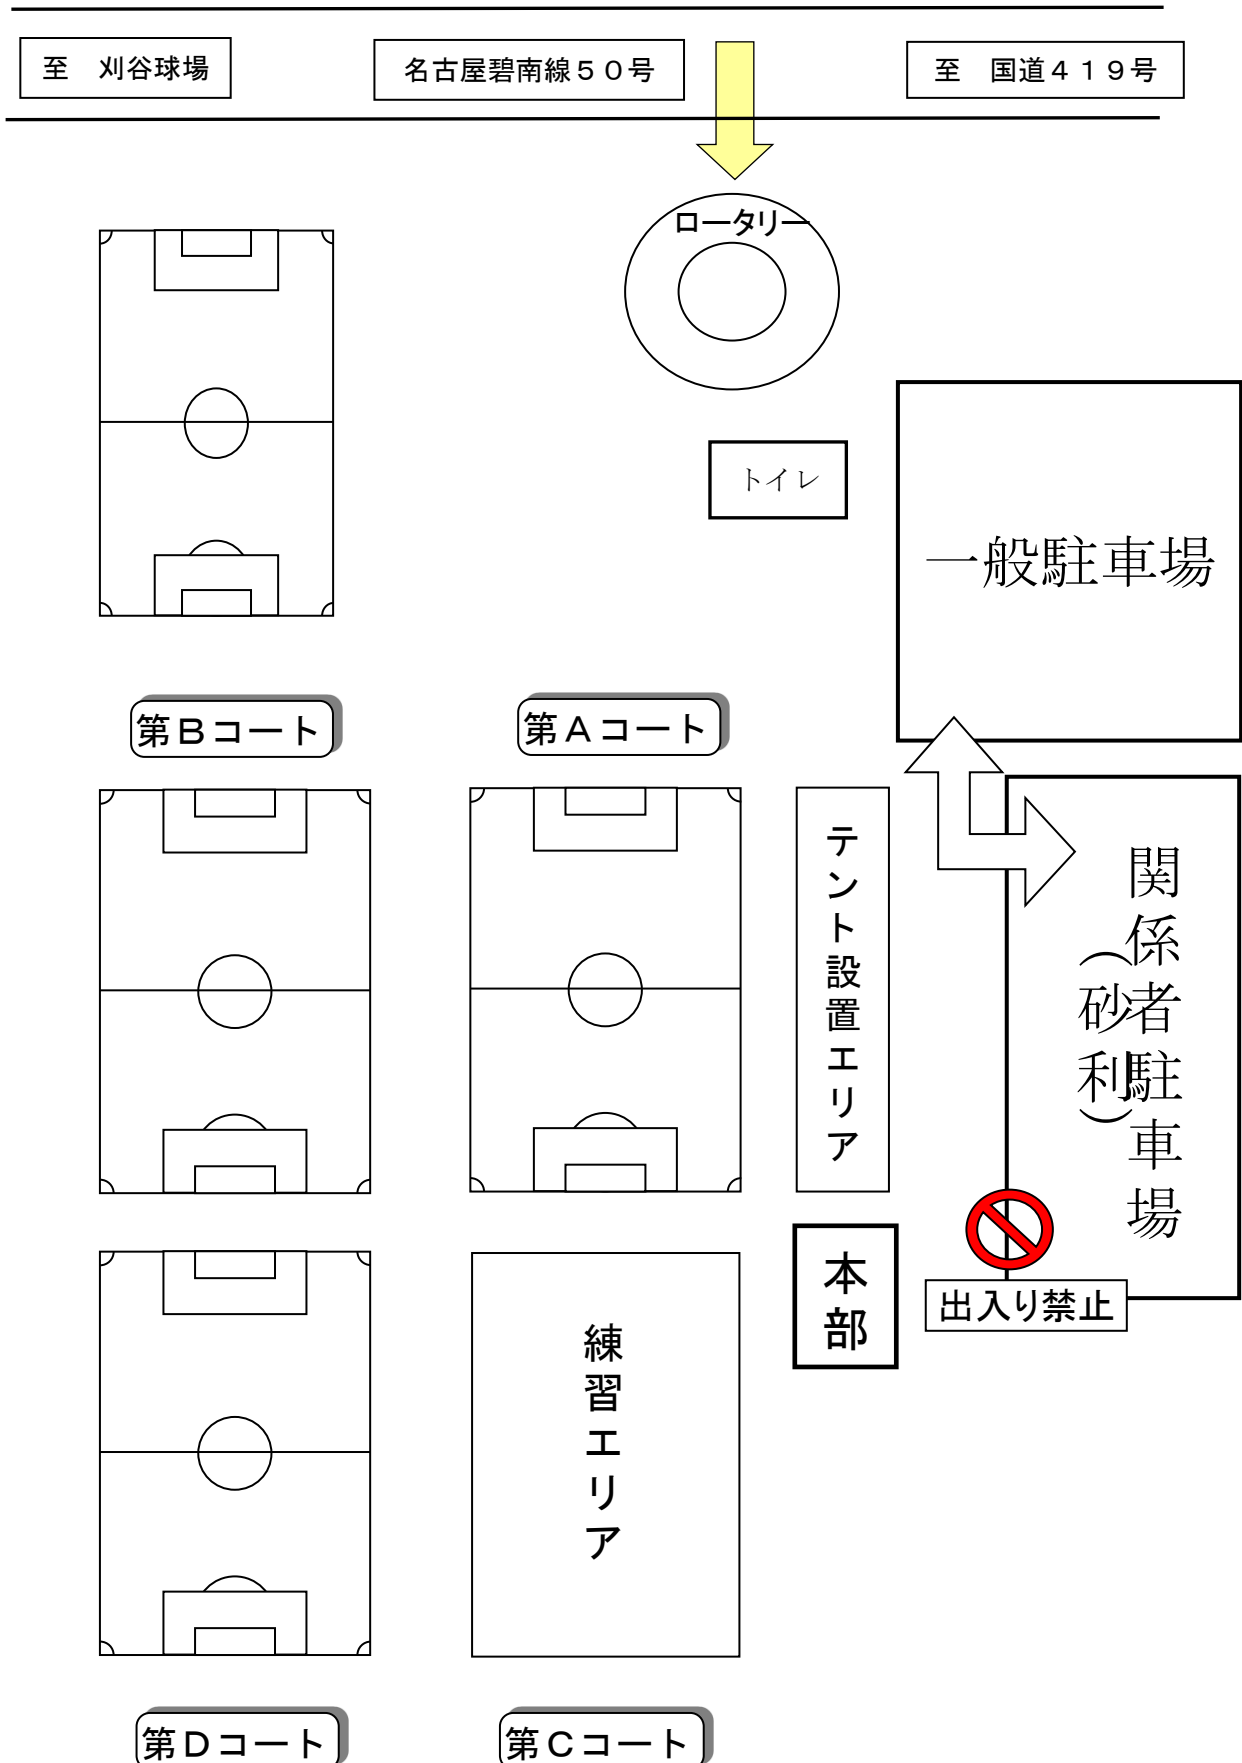 至　刈谷球場
名古屋碧南線５０号
至　国道４１９号
ロータリー
トイレ
一般駐車場
第Ｂコート
第Ａコート
テント設置エリア
関係者駐車場
（砂利）
本部
出入り禁止
練習エリア
第Ｄコート
第Ｃコート